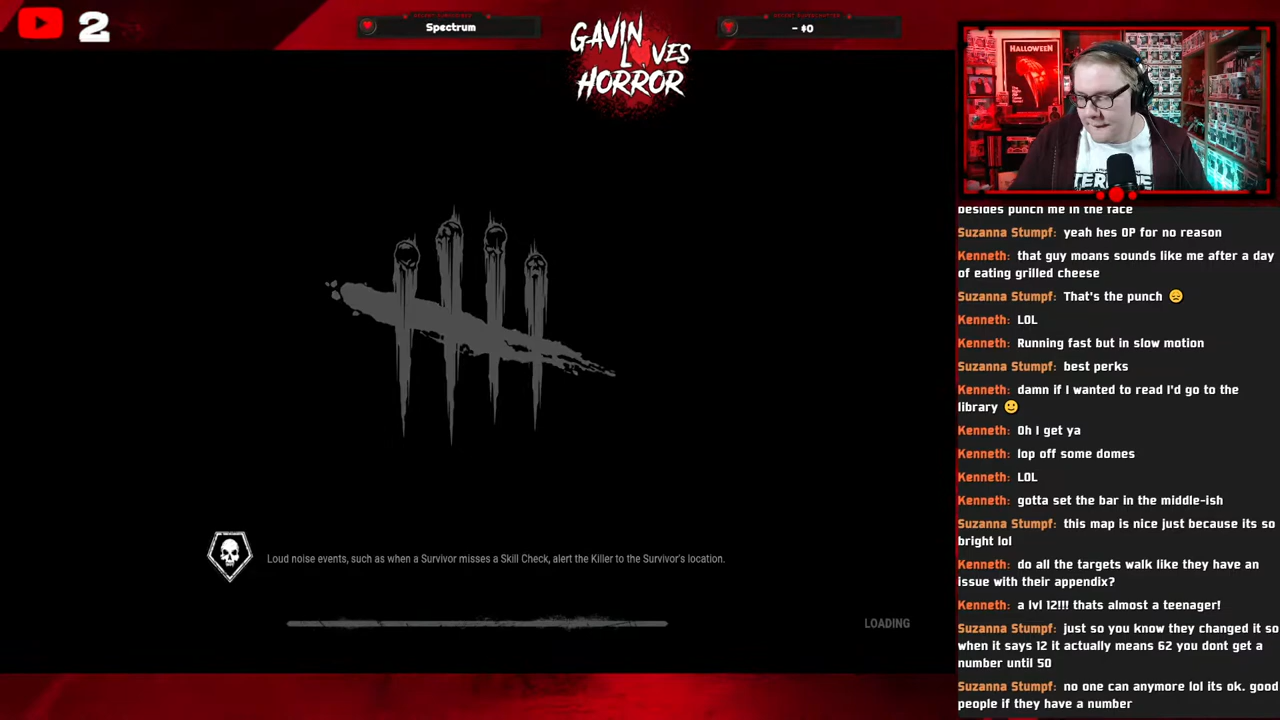 2
Spectrum
- $0
GAVIN
L VES
HORROR
HALLOWEEN
besides punch me in the face
Suzanna Stumpf: yeah hes OP for no reason
Kenneth: that guy moans sounds like me after a day
of eating grilled cheese
Suzanna Stumpf: That's the punch 😞
Kenneth: LOL
Kenneth: Running fast but in slow motion
Suzanna Stumpf: best perks
Kenneth: damn if I wanted to read I'd go to the
library 🙂
Kenneth: Oh I get ya
Kenneth: lop off some domes
Kenneth: LOL
Kenneth: gotta set the bar in the middle-ish
Suzanna Stumpf: this map is nice just because its so
bright lol
Kenneth: do all the targets walk like they have an
issue with their appendix?
Kenneth: a lvl 12!!! thats almost a teenager!
Suzanna Stumpf: just so you know they changed it so
when it says 12 it actually means 62 you dont get a
number until 50
Suzanna Stumpf: no one can anymore lol its ok. good
people if they have a number
Loud noise events, such as when a Survivor misses a Skill Check, alert the Killer to the Survivor's location.
LOADING